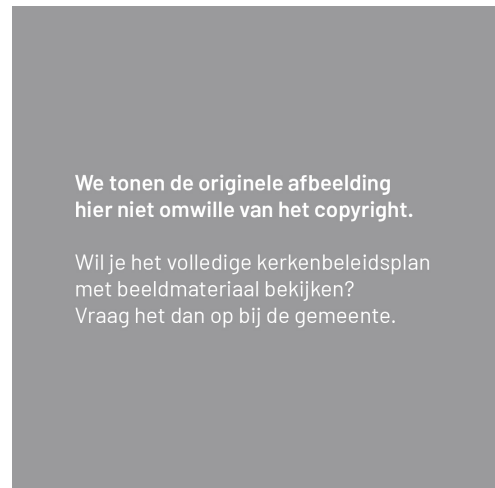 We tonen de originele afbeelding
hier niet omwille van het copyright.
Wil je het volledige kerkenbeleidsplan
met beeldmateriaal bekijken?
Vraag het dan op bij de gemeente.